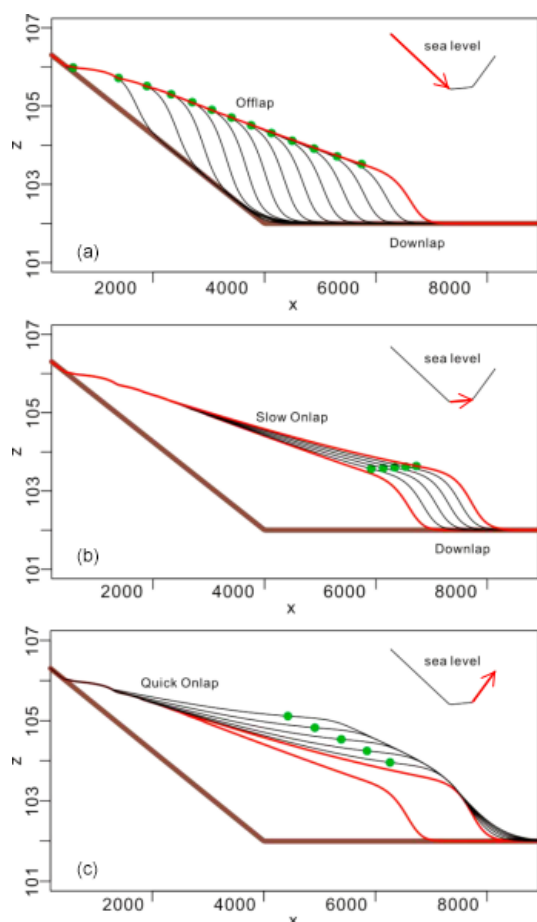 107
105
103
101
z
sea level
Offlap
(a)
Downlap
2000 4000 6000 8000
x
107
105
103
101
z
sea level
Slow Onlap
(b)
Downlap
2000 4000 6000 8000
x
107
105
103
101
z
sea level
Quick Onlap
(c)
2000 4000 6000 8000
x